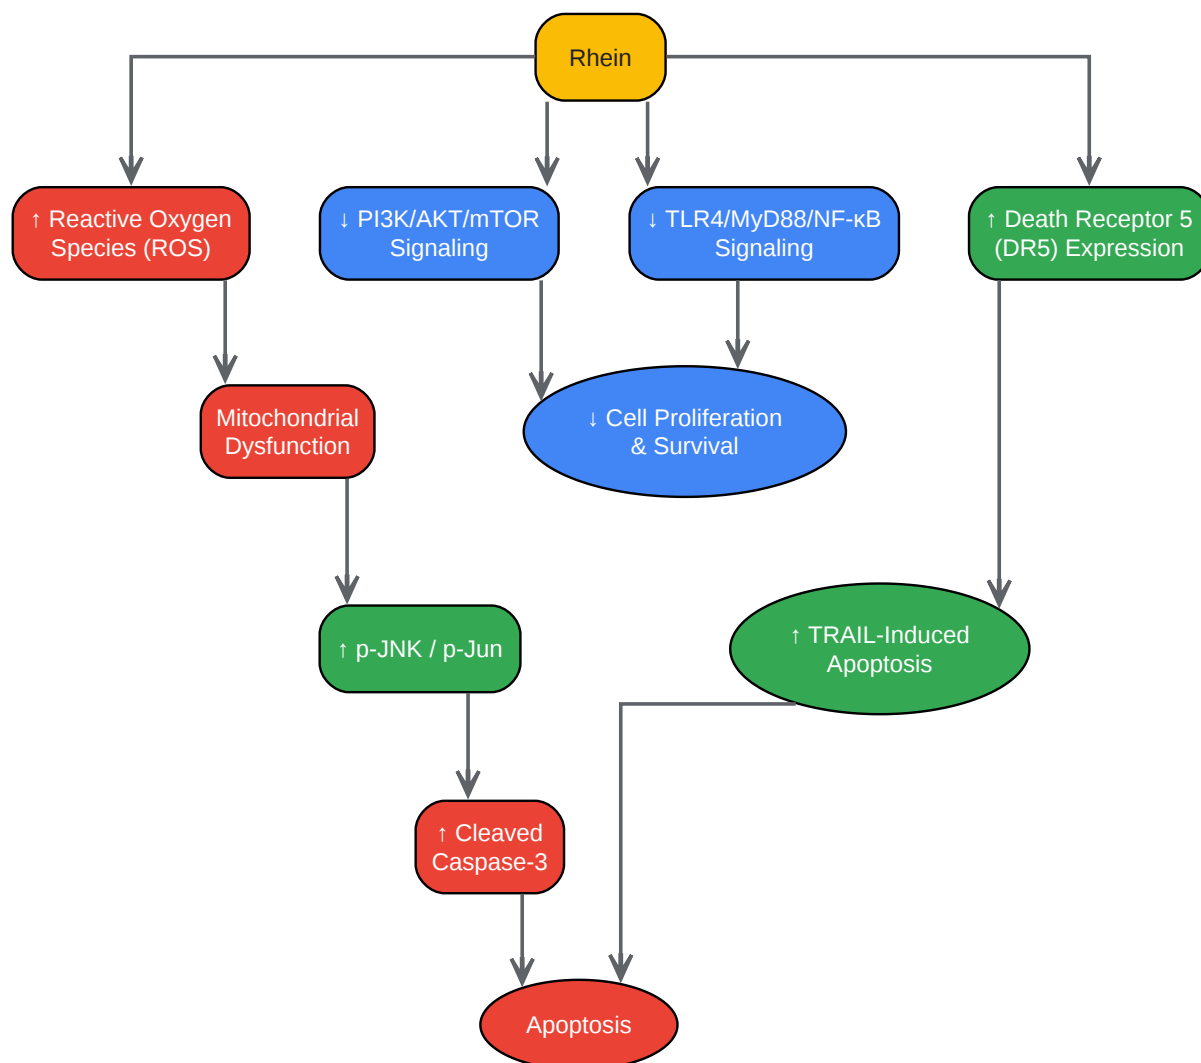 Rhein
↑ Reactive Oxygen
Species (ROS)
↓ PI3K/AKT/mTOR
Signaling
↓ TLR4/MyD88/NF-κB
Signaling
↑ Death Receptor 5
(DR5) Expression
Mitochondrial
Dysfunction
↓ Cell Proliferation
& Survival
↑ p-JNK / p-Jun
↑ TRAIL-Induced
Apoptosis
↑ Cleaved
Caspase-3
Apoptosis